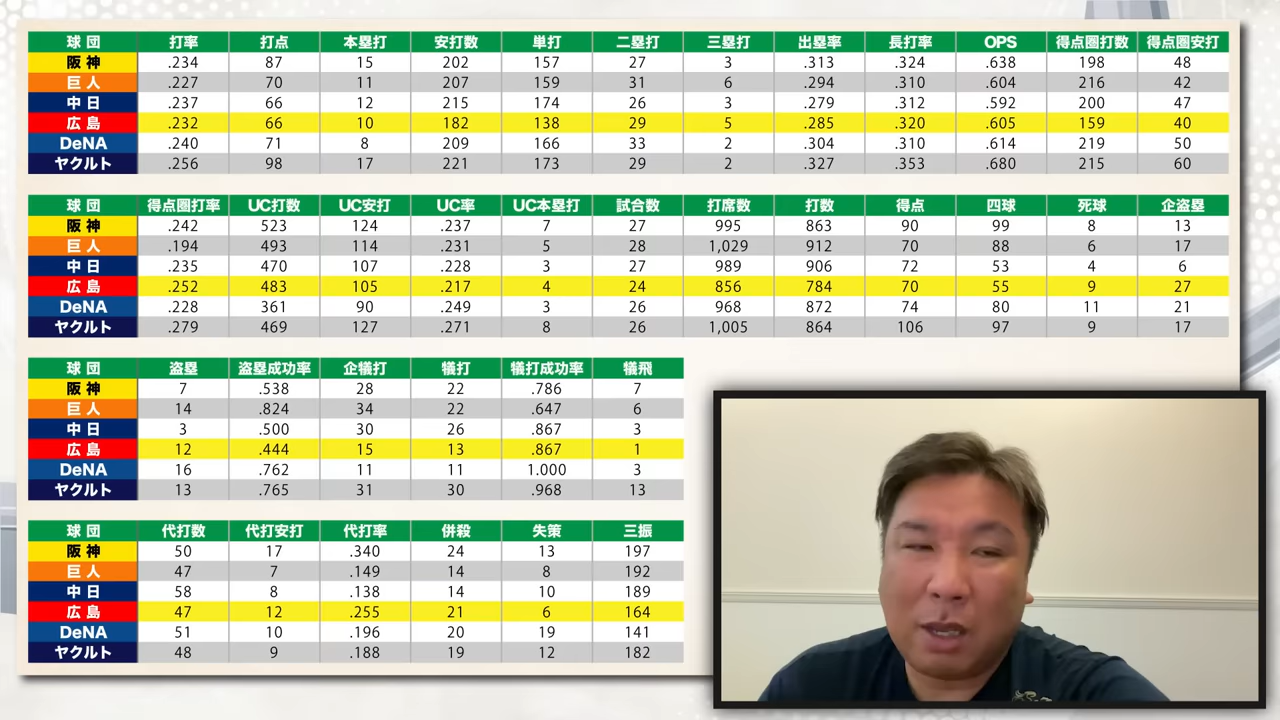 球団 打率 打点 本塁打 安打数 単打 二塁打 三塁打 出塁率 長打率 OPS 得点圏打数 得点圏安打
阪神 .234 87 15 202 157 27 3 .313 .324 .638 198 48
巨人 .227 70 11 207 159 31 6 .294 .310 .604 216 42
中日 .237 66 12 215 174 26 3 .279 .312 .592 200 47
広島 .232 66 10 182 138 29 5 .285 .320 .605 159 40
DeNA .240 71 8 209 166 33 2 .304 .310 .614 219 50
ヤクルト .256 98 17 221 173 29 2 .327 .353 .680 215 60
球団 得点圏打率 UC打数 UC安打 UC率 UC本塁打 試合数 打席数 打数 得点 四球 死球 企盗塁
阪神 .242 523 124 .237 7 27 995 863 90 99 8 13
巨人 .194 493 114 .231 5 28 1,029 912 70 88 6 17
中日 .235 470 107 .228 3 27 989 906 72 53 4 6
広島 .252 483 105 .217 4 24 856 784 70 55 9 27
DeNA .228 361 90 .249 3 26 968 872 74 80 11 21
ヤクルト .279 469 127 .271 8 26 1,005 864 106 97 9 17
球団 盗塁 盗塁成功率 企犠打 犠打 犠打成功率 犠飛
阪神 7 .538 28 22 .786 7
巨人 14 .824 34 22 .647 6
中日 3 .500 30 26 .867 3
広島 12 .444 15 13 .867 1
DeNA 16 .762 11 11 1.000 3
ヤクルト 13 .765 31 30 .968 13
球団 代打数 代打安打 代打率 併殺 失策 三振
阪神 50 17 .340 24 13 197
巨人 47 7 .149 14 8 192
中日 58 8 .138 14 10 189
広島 47 12 .255 21 6 164
DeNA 51 10 .196 20 19 141
ヤクルト 48 9 .188 19 12 182